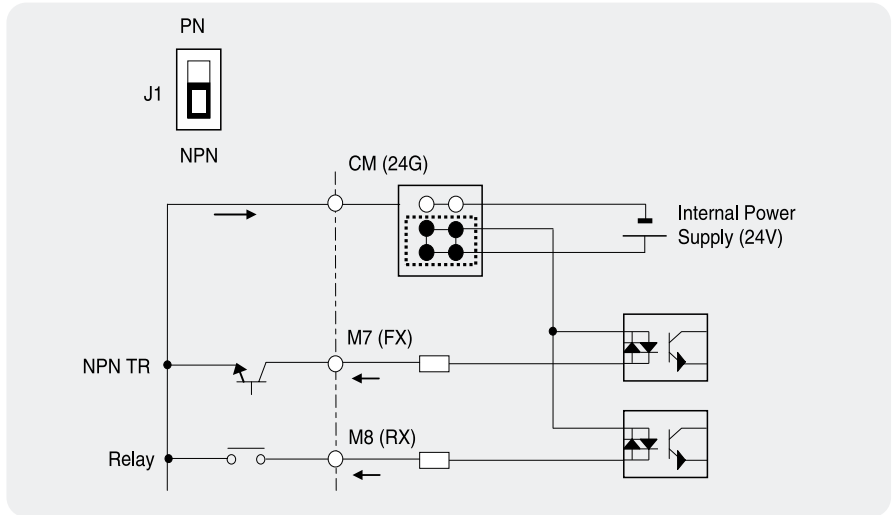 PN
J1
NPN
CM (24G)
Internal Power
Supply (24V)
M7 (FX)
NPN TR
M8 (RX)
Relay